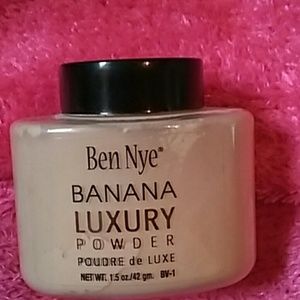 Ben Nye®
BANANA
LUXURY
POWDER
POUDRE de LUXE
NET WT. 1.5 oz./42 gm. BV-1